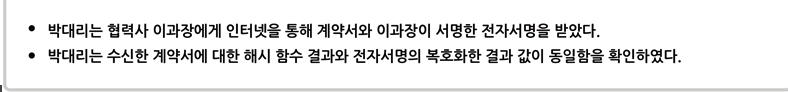 • 박대리는 협력사 이과장에게 인터넷을 통해 계약서와 이과장이 서명한 전자서명을 받았다.
• 박대리는 수신한 계약서에 대한 해시 함수 결과와 전자서명의 복호화한 결과 값이 동일함을 확인하였다.